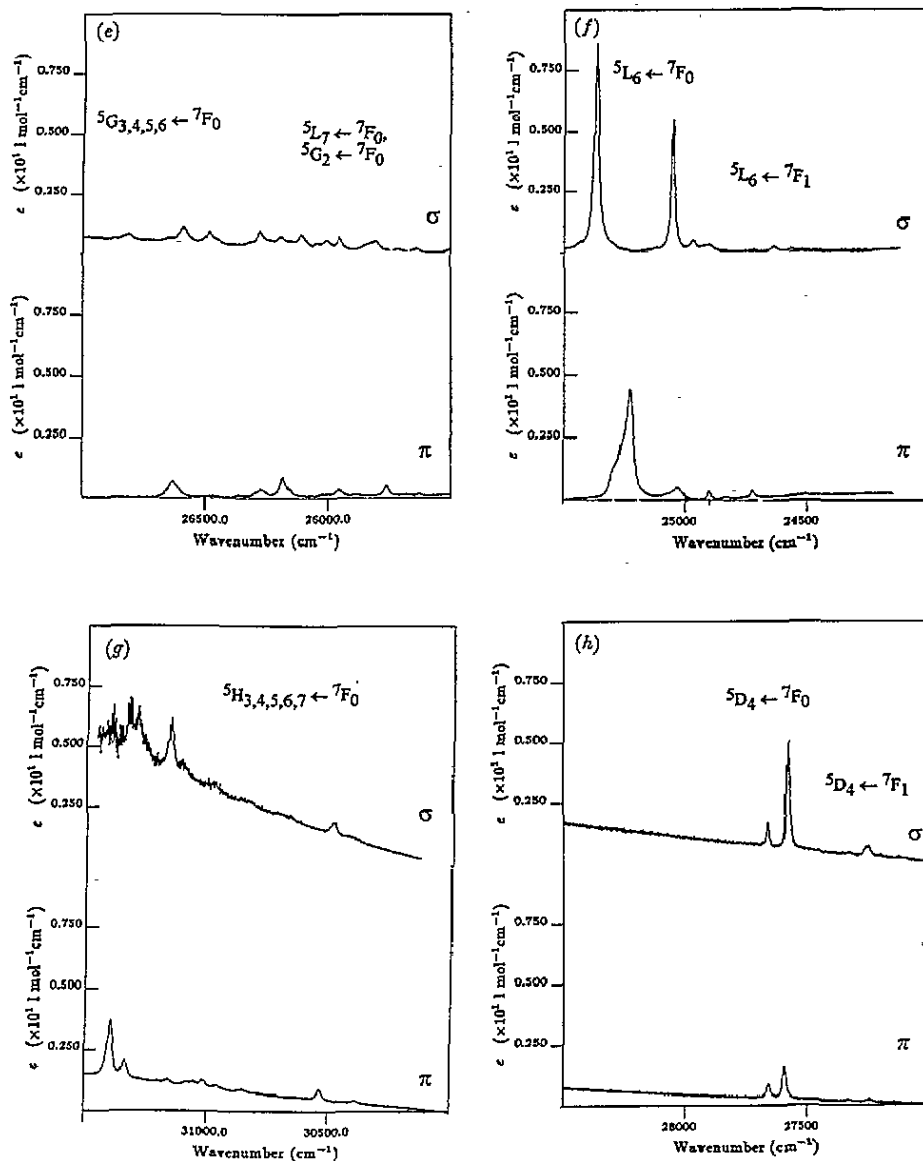 (e)
0.750
0.500
0.250
ε (×10¹ l mol⁻¹cm⁻¹)
⁵G₃,₄,₅,₆ ← ⁷F₀
⁵L₇ ← ⁷F₀,
⁵G₂ ← ⁷F₀
σ
0.750
0.500
0.250
ε (×10¹ l mol⁻¹cm⁻¹)
π
26500.0
26000.0
Wavenumber (cm⁻¹)
(f)
0.750
0.500
0.250
ε (×10¹ l mol⁻¹cm⁻¹)
⁵L₆ ← ⁷F₀
⁵L₆ ← ⁷F₁
σ
0.750
0.500
0.250
ε (×10¹ l mol⁻¹cm⁻¹)
π
25000
24500
Wavenumber (cm⁻¹)
(g)
0.750
0.500
0.250
ε (×10¹ l mol⁻¹cm⁻¹)
⁵H₃,₄,₅,₆,₇ ← ⁷F₀
σ
0.750
0.500
0.250
ε (×10¹ l mol⁻¹cm⁻¹)
π
31000.0
30500.0
Wavenumber (cm⁻¹)
(h)
0.750
0.500
0.250
ε (×10¹ l mol⁻¹cm⁻¹)
⁵D₄ ← ⁷F₀
⁵D₄ ← ⁷F₁
σ
0.750
0.500
0.250
ε (×10¹ l mol⁻¹cm⁻¹)
π
28000
27500
Wavenumber (cm⁻¹)